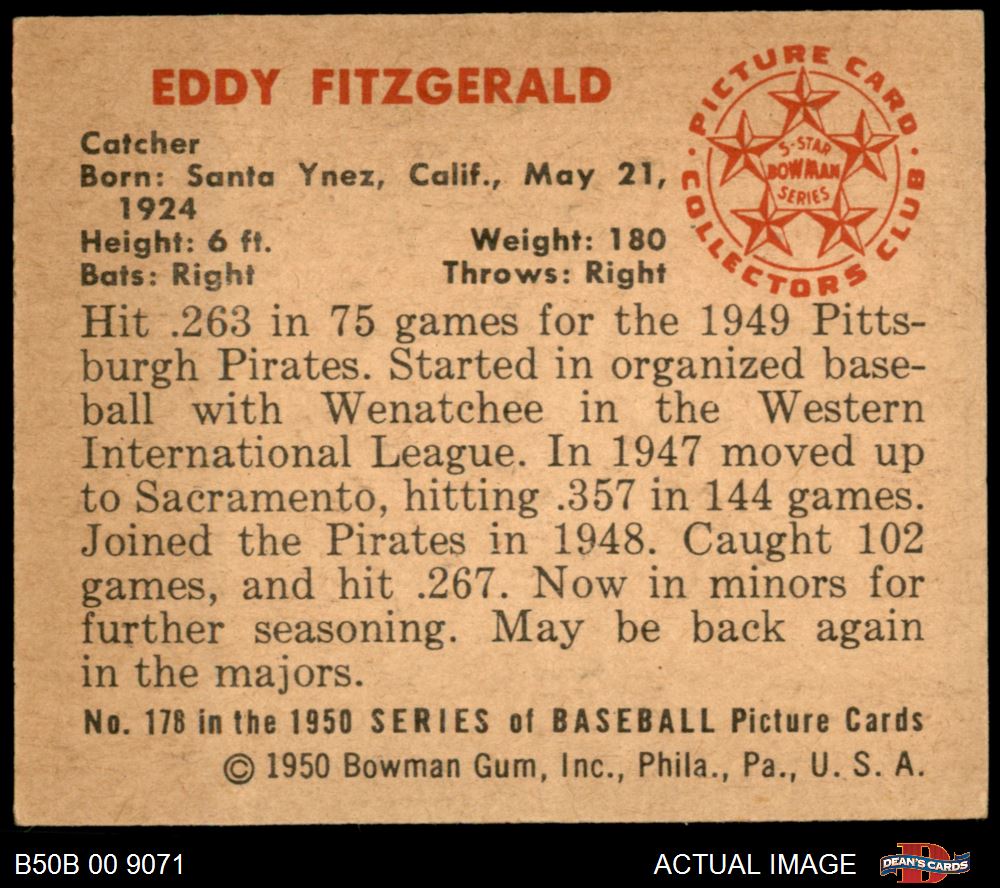 EDDY FITZGERALD
Catcher
Born: Santa Ynez, Calif., May 21,
1924
Height: 6 ft. Weight: 180
Bats: Right Throws: Right
PICTURE CARD
COLLECTORS CLUB
5-STAR
BOWMAN
SERIES
Hit .263 in 75 games for the 1949 Pitts-
burgh Pirates. Started in organized base-
ball with Wenatchee in the Western
International League. In 1947 moved up
to Sacramento, hitting .357 in 144 games.
Joined the Pirates in 1948. Caught 102
games, and hit .267. Now in minors for
further seasoning. May be back again
in the majors.
No. 178 in the 1950 SERIES of BASEBALL Picture Cards
© 1950 Bowman Gum, Inc., Phila., Pa., U. S. A.
B50B 00 9071
ACTUAL IMAGE
D
DEAN'S CARDS